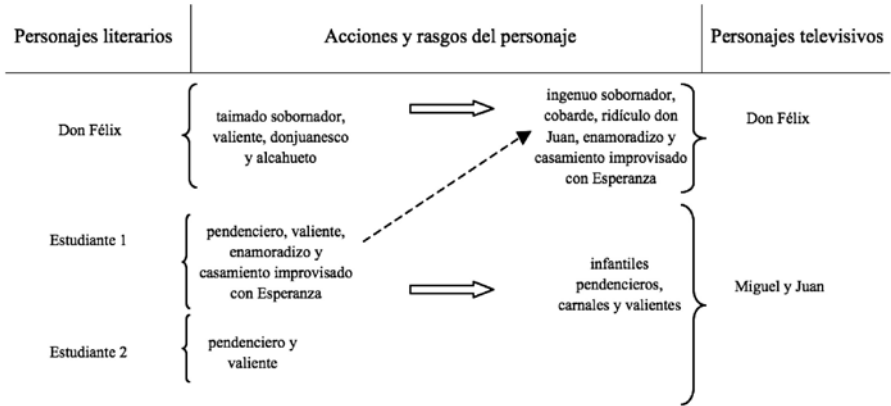 Personajes literarios
Acciones y rasgos del personaje
Personajes televisivos
Don Félix
taimado sobornador,
valiente, donjuanesco
y alcahueto
ingenuo sobornador,
cobarde, ridículo don
Juan, enamoradizo y
casamiento improvisado
con Esperanza
Don Félix
Estudiante 1
pendenciero, valiente,
enamoradizo y
casamiento improvisado
con Esperanza
infantiles
pendencieros,
carnales y valientes
Miguel y Juan
Estudiante 2
pendenciero y
valiente